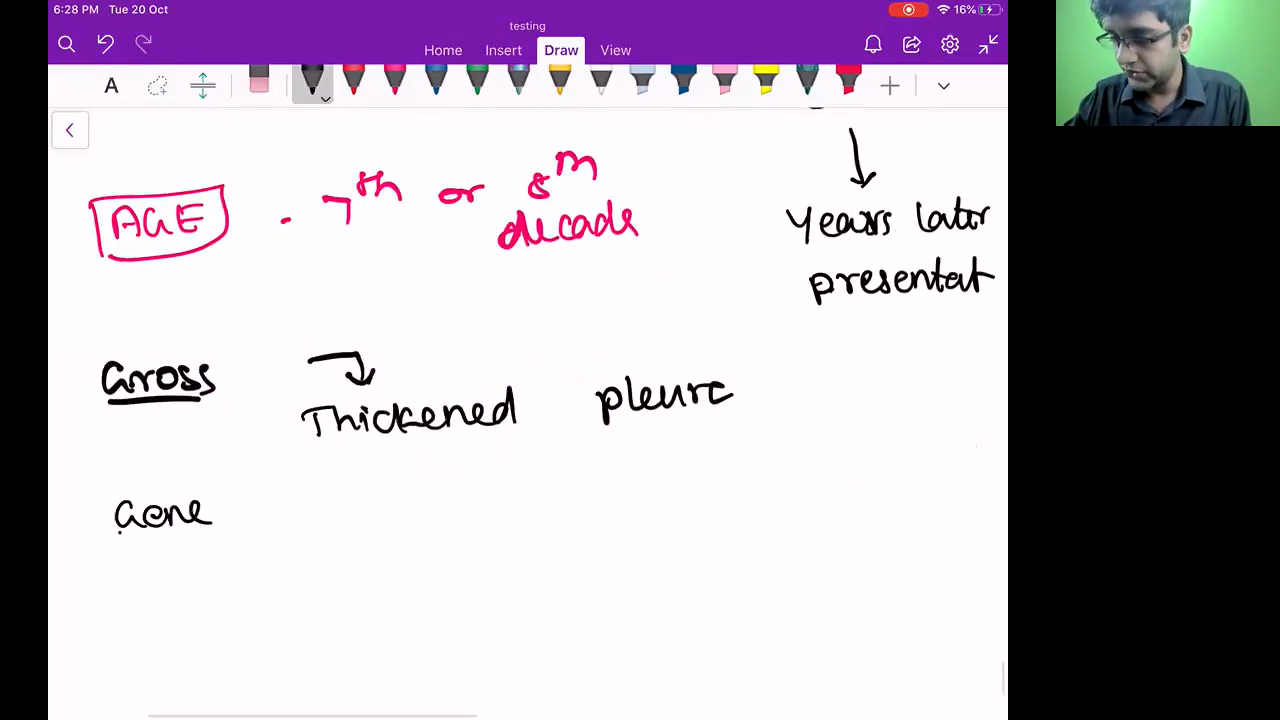 6:28 PM Tue 20 Oct
16%
testing
Home Insert Draw View
A
AGE . 7th or 8th
decade
Years later
presentat
Gross
Thickened pleura
Gene